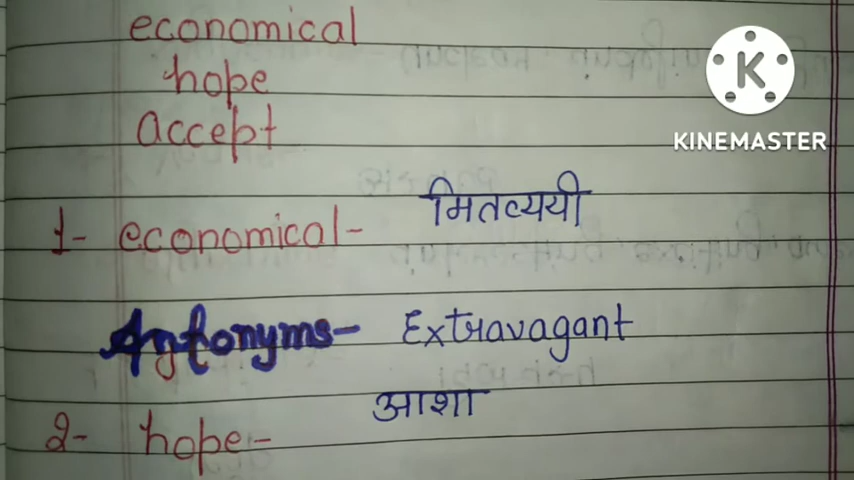 economical
hope
accept
KINEMASTER
1- economical- मितव्ययी
Antonyms- Extravagant
2- hope- आशा